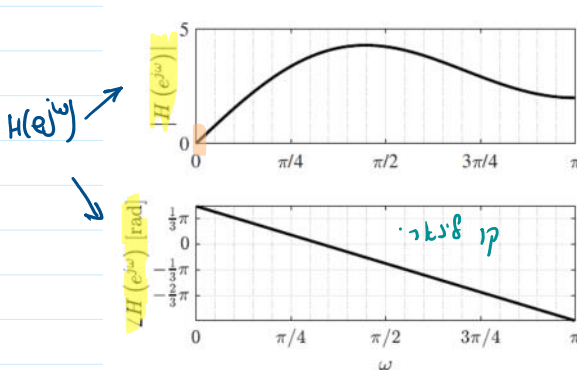 5
|H (e^{jω})|
0
0 π/4 π/2 3π/4 π
H(e^{jω})
∠H (e^{jω}) [rad]
1/3π
0
−1/3π
−2/3π
קו לינארי
0 π/4 π/2 3π/4 π
ω